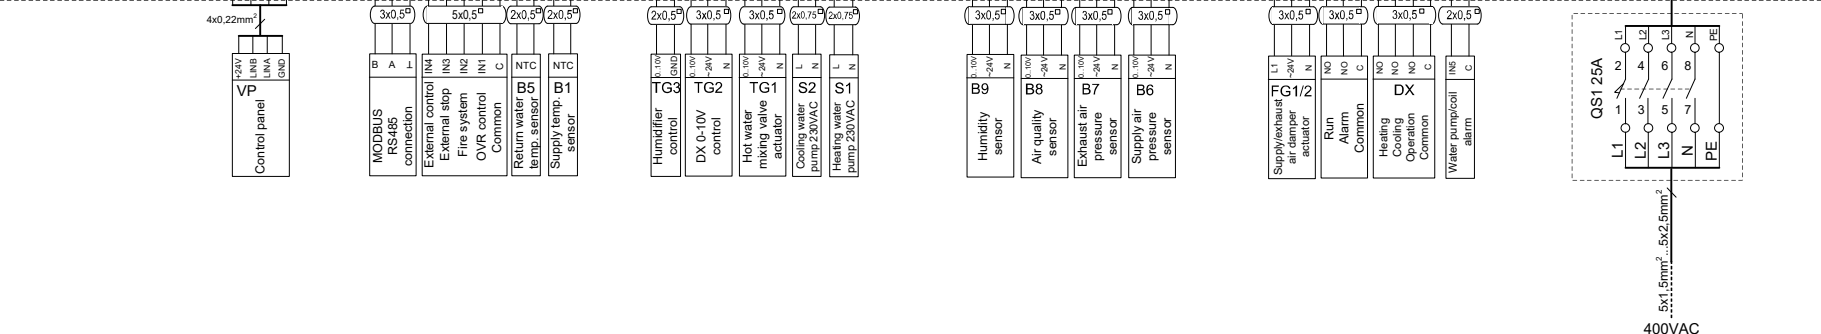 4x0,22mm²
+24V LINB LINA GND
VP
Control panel
3x0,5
B A ⊥
MODBUS
RS485
connection
5x0,5
IN4 IN3 IN2 IN1 C
External control
External stop
Fire system
OVR control
Common
2x0,5
NTC
B5
Return water
temp. sensor
2x0,5
NTC
B1
Supply temp.
sensor
2x0,5
0..10V GND
TG3
Humidifier
control
3x0,5
0..10V ~24V N
TG2
DX 0-10V
control
3x0,5
0..10V ~24V N
TG1
Hot water
mixing valve
actuator
2x0,75
L N
S2
Cooling water
pump 230VAC
2x0,75
L N
S1
Heating water
pump 230VAC
3x0,5
0..10V ~24V N
B9
Humidity
sensor
3x0,5
0..10V ~24V N
B8
Air quality
sensor
3x0,5
0..10V ~24V N
B7
Exhaust air
pressure
sensor
3x0,5
0..10V ~24V N
B6
Supply air
pressure
sensor
3x0,5
L1 ~24V N
FG1/2
Supply/exhaust
air damper
actuator
3x0,5
NO NO C
Run
Alarm
Common
3x0,5
NO NO NO C
DX
Heating
Cooling
Operation
Common
2x0,5
IN5 C
Water pump/coil
alarm
QS1 25A
L1 L2 L3 N PE
2 4 6 8
1 3 5 7
L1 L2 L3 N PE
5x1,5mm²...5x2,5mm²
400VAC